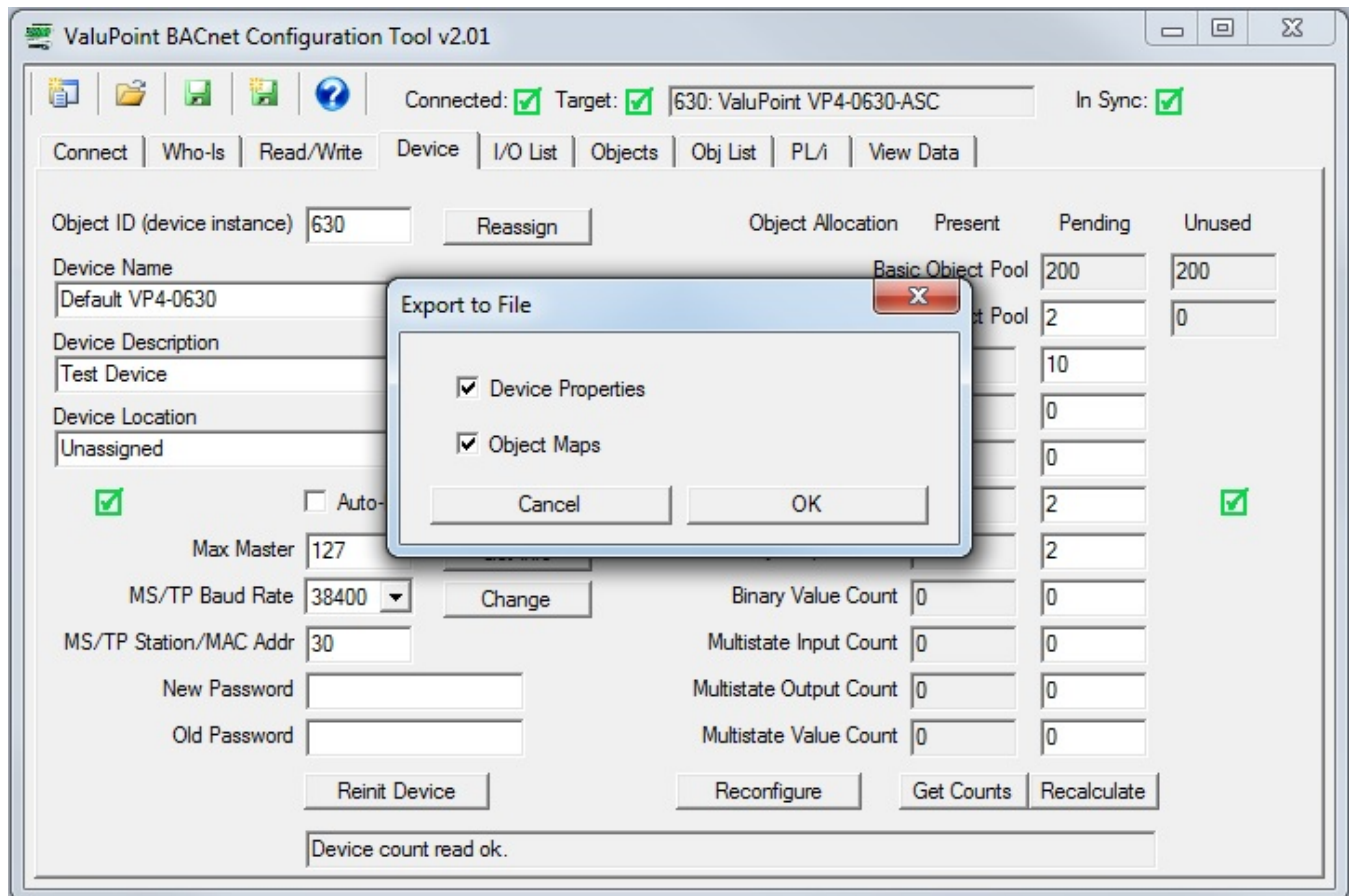 ValuPoint BACnet Configuration Tool v2.01
Connected: Target: 630: ValuPoint VP4-0630-ASC In Sync:
Connect Who-Is Read/Write Device I/O List Objects Obj List PL/i View Data
Object ID (device instance) 630 Reassign Object Allocation Present Pending Unused
Device Name
Basic Object Pool 200 200
Default VP4-0630
Export to File
Pool 2 0
Device Description
Test Device
10
Device Properties
0
Device Location
Unassigned
Object Maps
0
Auto-
Cancel OK
2
Max Master 127
2
MS/TP Baud Rate 38400 Change Binary Value Count 0 0
MS/TP Station/MAC Addr 30 Multistate Input Count 0 0
New Password Multistate Output Count 0 0
Old Password Multistate Value Count 0 0
Reinit Device Reconfigure Get Counts Recalculate
Device count read ok.